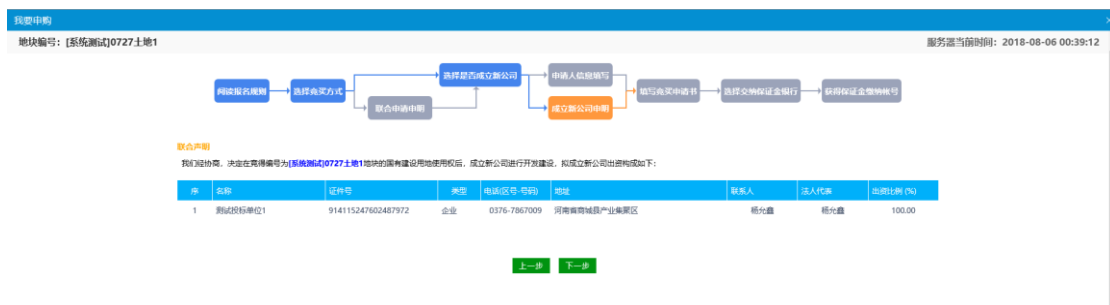 我要申购
地块编号：[系统测试]0727土地1 服务器当前时间：2018-08-06 00:39:12
选择是否成立新公司 申请人信息填写
阅读报名规则 选择竞买方式 填写竞买申请书 选择交纳保证金银行 获得保证金缴纳帐号
联合申请申明 成立新公司申明
联合声明
我们经协商，决定在竞得编号为[系统测试]0727土地1地块的国有建设用地使用权后，成立新公司进行开发建设，拟成立新公司出资构成如下：
序 名称 证件号 类型 电话(区号-号码) 地址 联系人 法人代表 出资比例 (%)
1 测试投标单位1 914115247602487972 企业 0376-7867009 河南省商城县产业集聚区 杨允鑫 杨允鑫 100.00
上一步 下一步